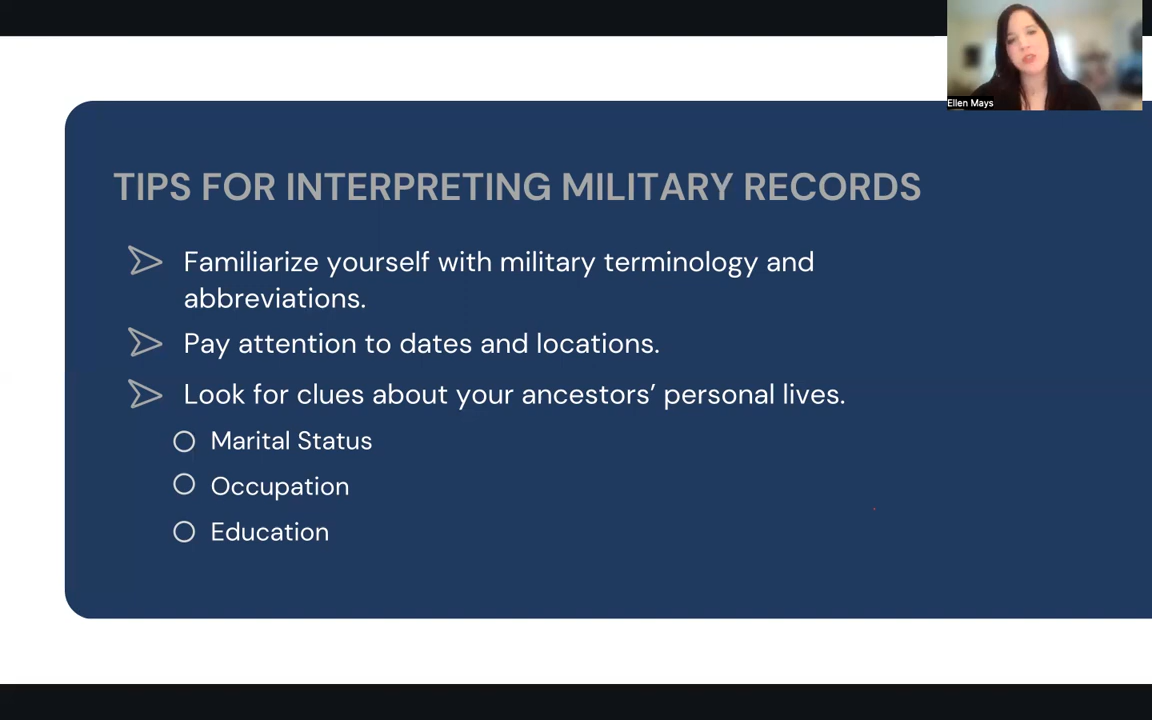 Ellen Mays
TIPS FOR INTERPRETING MILITARY RECORDS
Familiarize yourself with military terminology and
abbreviations.
Pay attention to dates and locations.
Look for clues about your ancestors’ personal lives.
Marital Status
Occupation
Education